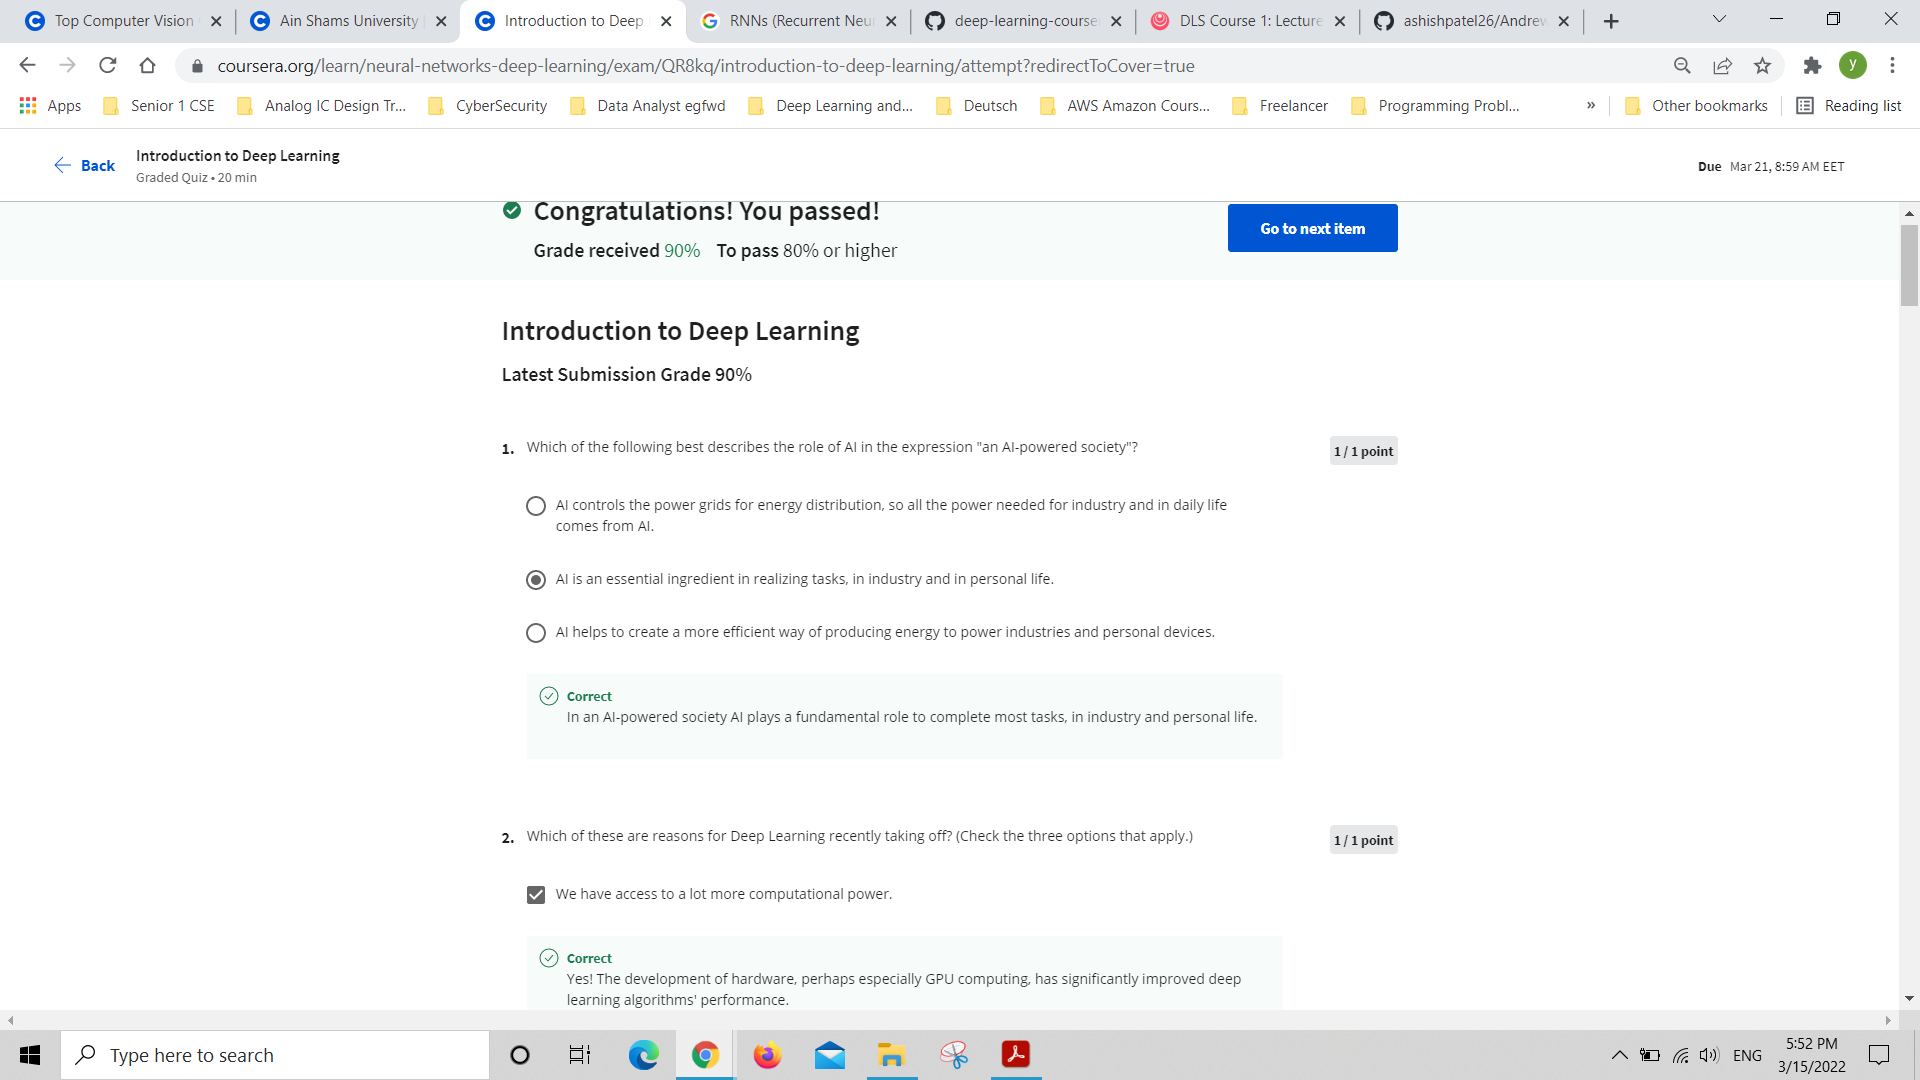 Top Computer Vision
Ain Shams University
Introduction to Deep
RNNs (Recurrent Neu
deep-learning-course
DLS Course 1: Lecture
ashishpatel26/Andrew
coursera.org/learn/neural-networks-deep-learning/exam/QR8kq/introduction-to-deep-learning/attempt?redirectToCover=true
y
Apps
Senior 1 CSE
Analog IC Design Tr...
CyberSecurity
Data Analyst egfwd
Deep Learning and...
Deutsch
AWS Amazon Cours...
Freelancer
Programming Probl...
»
Other bookmarks
Reading list
Back
Introduction to Deep Learning
Graded Quiz • 20 min
Due Mar 21, 8:59 AM EET
Congratulations! You passed!
Grade received 90% To pass 80% or higher
Go to next item
Introduction to Deep Learning
Latest Submission Grade 90%
1. Which of the following best describes the role of AI in the expression "an AI-powered society"?
1 / 1 point
AI controls the power grids for energy distribution, so all the power needed for industry and in daily life
comes from AI.
AI is an essential ingredient in realizing tasks, in industry and in personal life.
AI helps to create a more efficient way of producing energy to power industries and personal devices.
Correct
In an AI-powered society AI plays a fundamental role to complete most tasks, in industry and personal life.
2. Which of these are reasons for Deep Learning recently taking off? (Check the three options that apply.)
1 / 1 point
We have access to a lot more computational power.
Correct
Yes! The development of hardware, perhaps especially GPU computing, has significantly improved deep
learning algorithms' performance.
Type here to search
ENG
5:52 PM
3/15/2022